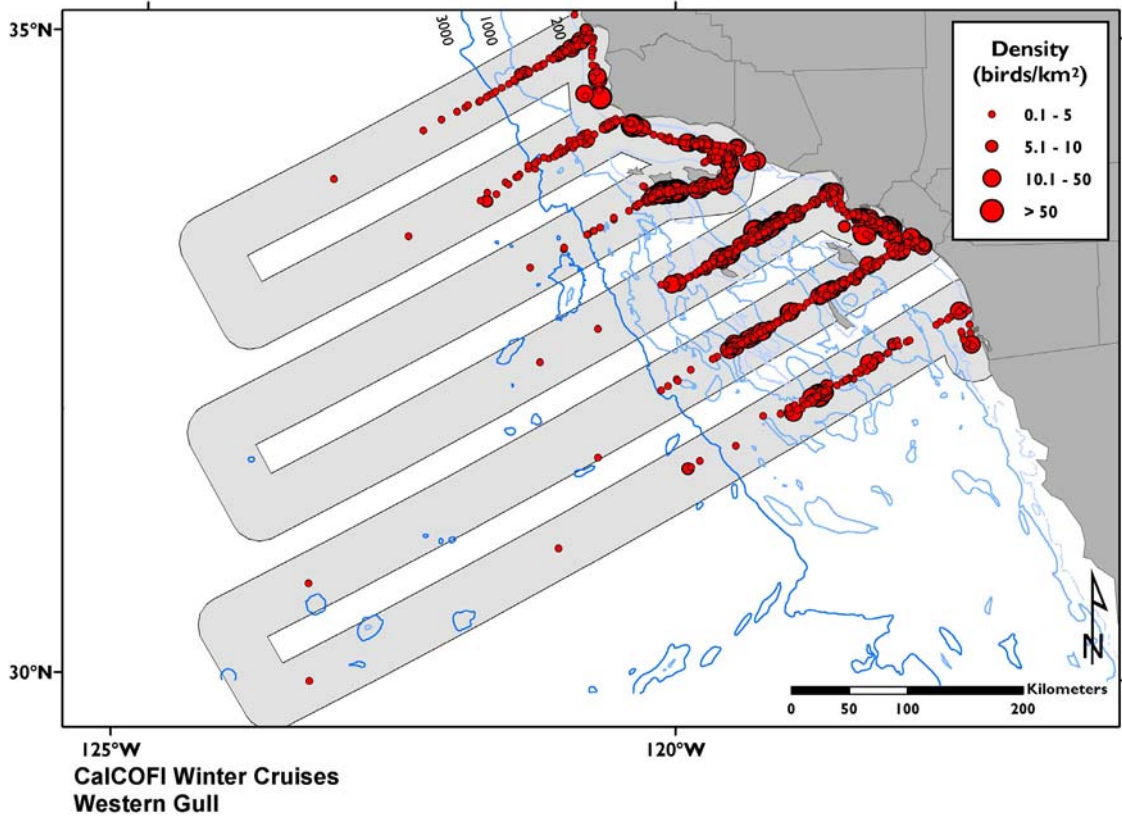 35°N
3000
1000
200
Density
(birds/km²)
0.1 - 5
5.1 - 10
10.1 - 50
> 50
30°N
N
Kilometers
0 50 100 200
125°W 120°W
CalCOFI Winter Cruises
Western Gull